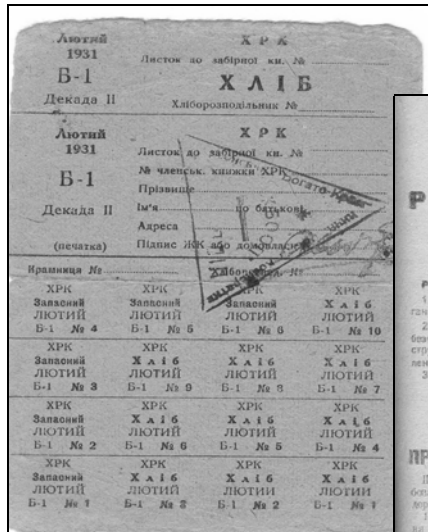 Лютий
1931
Б-1
Декада II
ХРК
Листок до забірної кн. №
ХЛІБ
Хліборозподільник №
Лютий
1931
Б-1
Декада II
(печатка)
ХРК
Листок до забірної кн. №
№ членськ. книжки ХРК
Прізвище
Ім'я по батькові
Адреса
Підпис ЖК або домовласн.
Крамниця № №
ХРК ХРК ХРК ХРК
Запасний Запасний Запасний Хліб
ЛЮТИЙ ЛЮТИЙ ЛЮТИЙ ЛЮТИЙ
Б-1 № 4 Б-1 № 5 Б-1 № 6 Б-1 № 10
ХРК ХРК ХРК ХРК
Запасний Хліб Хліб Хліб
ЛЮТИЙ ЛЮТИЙ ЛЮТИЙ ЛЮТИЙ
Б-1 № 3 Б-1 № 9 Б-1 № 8 Б-1 № 7
ХРК ХРК ХРК ХРК
Запасний Хліб Хліб Хліб
ЛЮТИЙ ЛЮТИЙ ЛЮТИЙ ЛЮТИЙ
Б-1 № 2 Б-1 № 6 Б-1 № 5 Б-1 № 4
ХРК ХРК ХРК ХРК
Запасний Хліб Хліб Хліб
ЛЮТИЙ ЛЮТИЙ ЛЮТИЙ ЛЮТИЙ
Б-1 № 1 Б-1 № 3 Б-1 № 2 Б-1 № 1